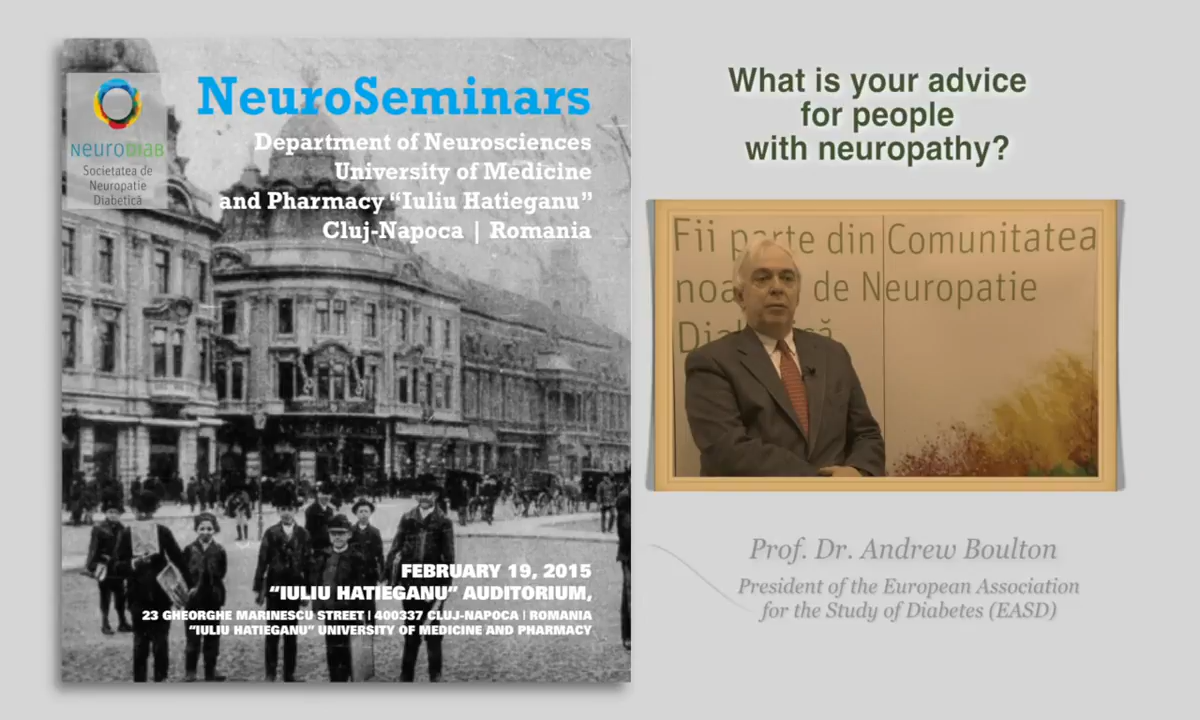 NeuroSeminars
Department of Neurosciences
University of Medicine
and Pharmacy “Iuliu Hatieganu”
Cluj-Napoca | Romania
NeuroDiab
Societatea de
Neuropatie
Diabetică
FEBRUARY 19, 2015
“IULIU HATIEGANU” AUDITORIUM,
23 GHEORGHE MARINESCU STREET | 400337 CLUJ-NAPOCA | ROMANIA
“IULIU HATIEGANU” UNIVERSITY OF MEDICINE AND PHARMACY
What is your advice
for people
with neuropathy?
Fii parte din Comunitatea
noa de Neuropatie
Dia că
Prof. Dr. Andrew Boulton
President of the European Association
for the Study of Diabetes (EASD)